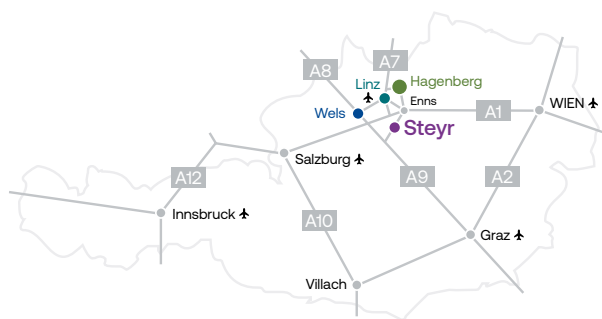 A7
A8
Linz
Hagenberg
Enns
Wels
A1
WIEN
Steyr
Salzburg
A12
A9
A2
Innsbruck
A10
Graz
Villach